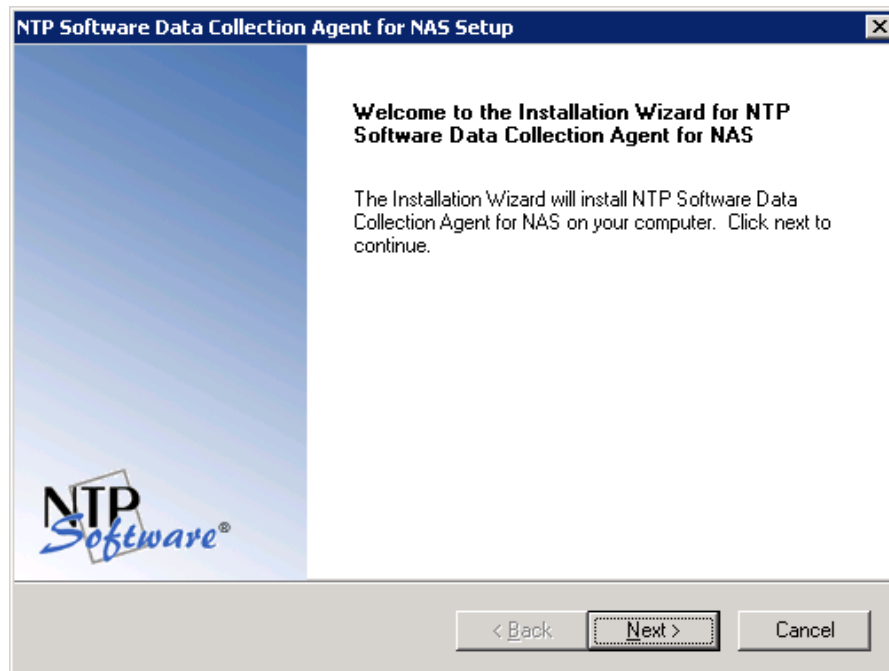 NTP Software Data Collection Agent for NAS Setup
Welcome to the Installation Wizard for NTP
Software Data Collection Agent for NAS
The Installation Wizard will install NTP Software Data
Collection Agent for NAS on your computer.  Click next to
continue.
NTP
Software®
< Back
Next >
Cancel